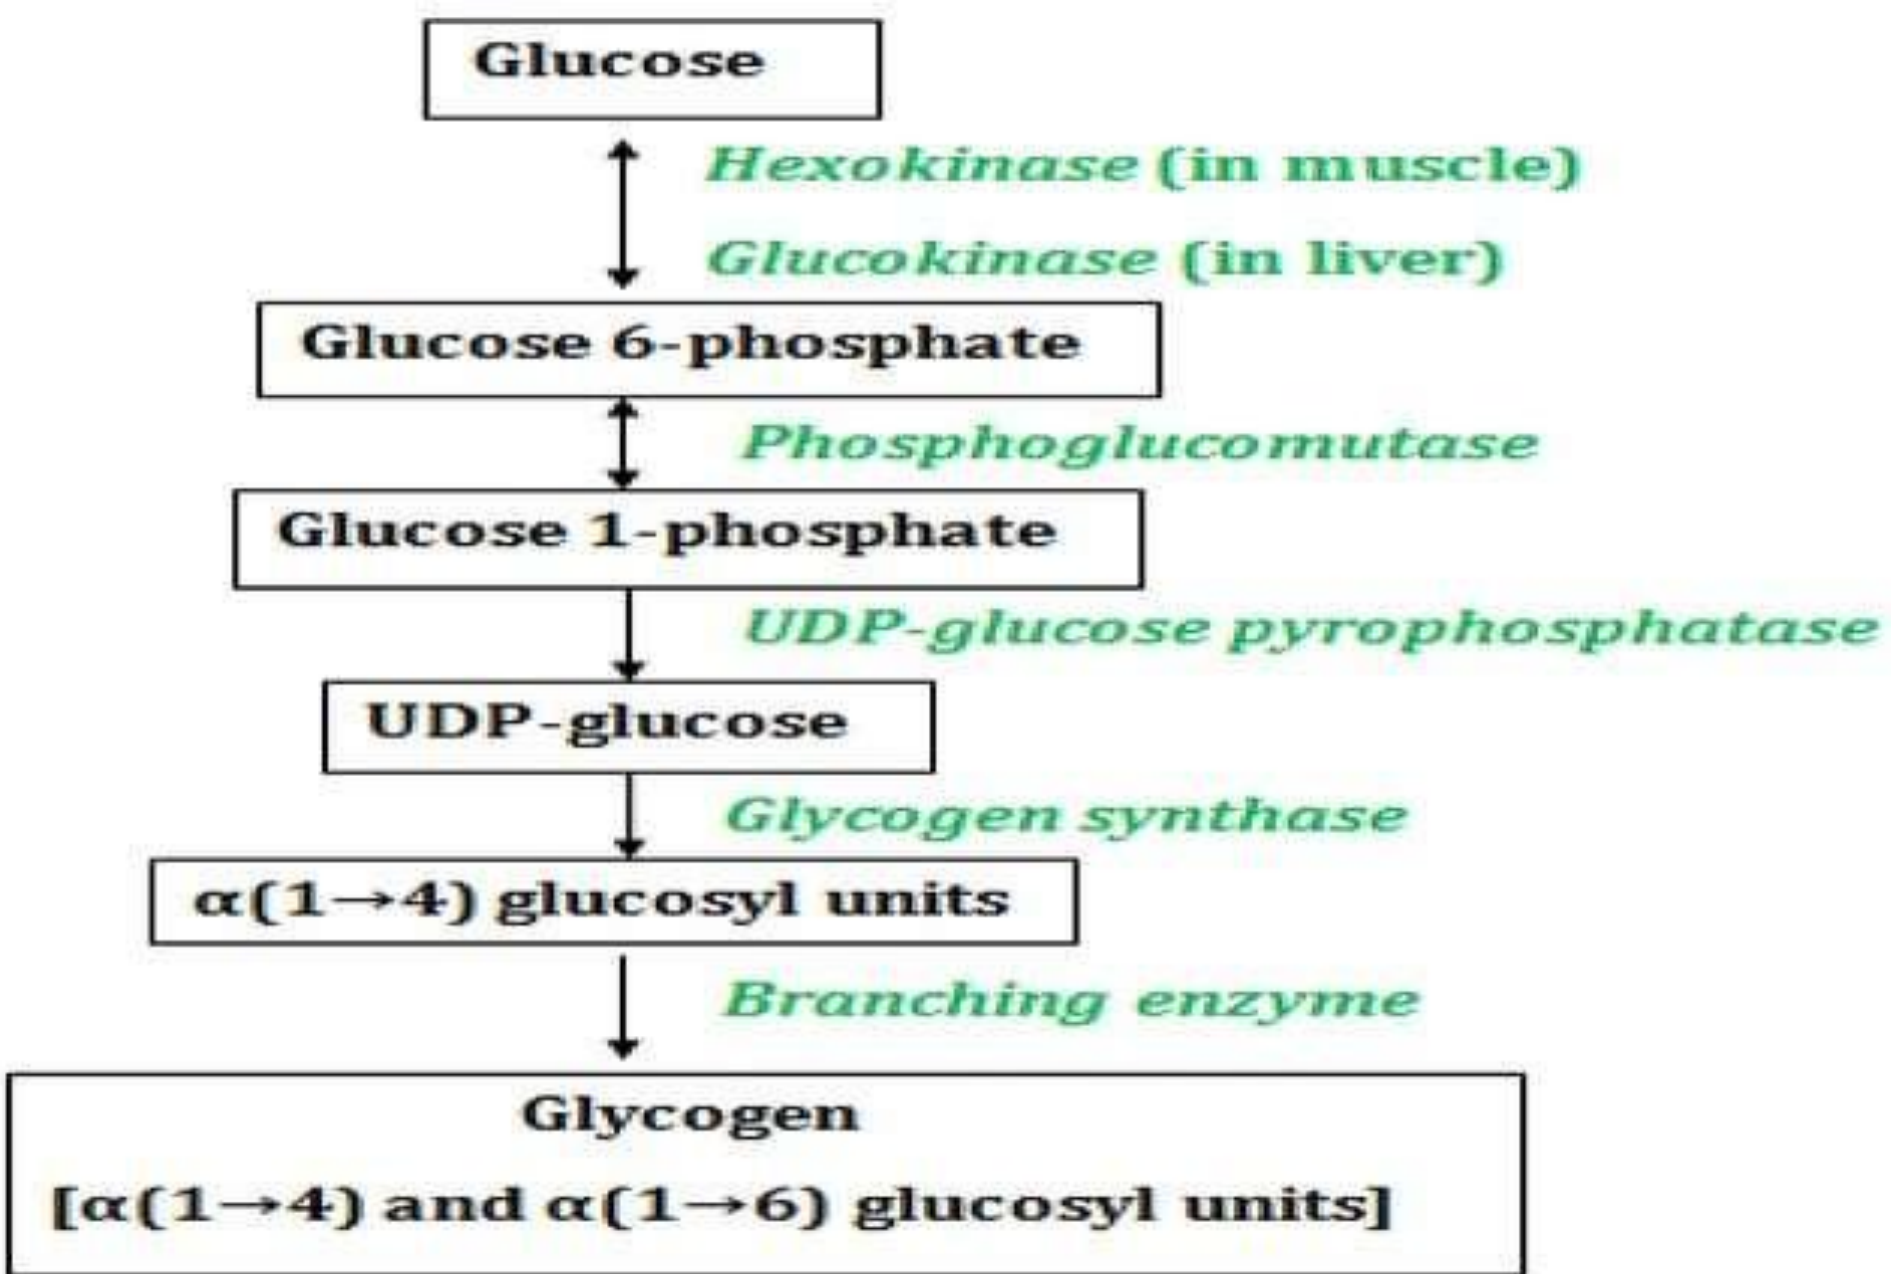 Glucose
Hexokinase (in muscle)
Glucokinase (in liver)
Glucose 6-phosphate
Phosphoglucomutase
Glucose 1-phosphate
UDP-glucose pyrophosphatase
UDP-glucose
Glycogen synthase
α(1→4) glucosyl units
Branching enzyme
Glycogen
[α(1→4) and α(1→6) glucosyl units]